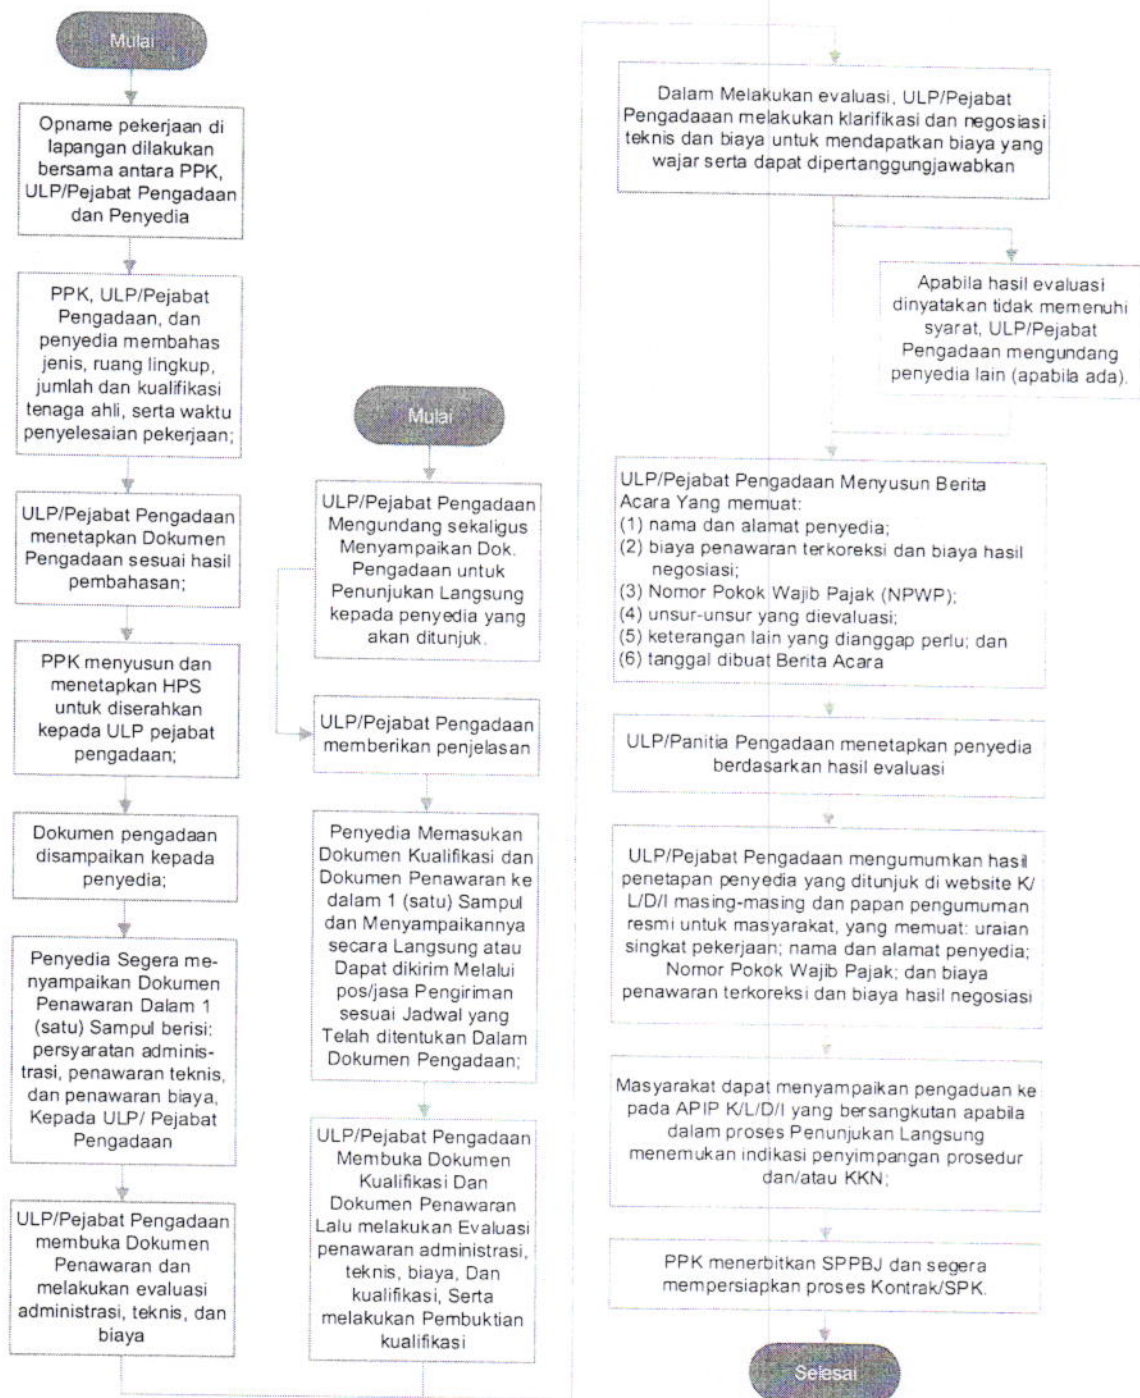 Mulai
Opname pekerjaan di
lapangan dilakukan
bersama antara PPK,
ULP/Pejabat Pengadaan
dan Penyedia
PPK, ULP/Pejabat
Pengadaan, dan
penyedia membahas
jenis, ruang lingkup,
jumlah dan kualifikasi
tenaga ahli, serta waktu
penyelesaian pekerjaan;
ULP/Pejabat Pengadaan
menetapkan Dokumen
Pengadaan sesuai hasil
pembahasan;
PPK menyusun dan
menetapkan HPS
untuk diserahkan
kepada ULP pejabat
pengadaan;
Dokumen pengadaan
disampaikan kepada
penyedia;
Penyedia Segera me-
nyampaikan Dokumen
Penawaran Dalam 1
(satu) Sampul berisi:
persyaratan adminis-
trasi, penawaran teknis,
dan penawaran biaya,
Kepada ULP/ Pejabat
Pengadaan
ULP/Pejabat Pengadaan
membuka Dokumen
Penawaran dan
melakukan evaluasi
administrasi, teknis, dan
biaya
Mulai
ULP/Pejabat Pengadaan
Mengundang sekaligus
Menyampaikan Dok.
Pengadaan untuk
Penunjukan Langsung
kepada penyedia yang
akan ditunjuk.
ULP/Pejabat Pengadaan
memberikan penjelasan
Penyedia Memasukan
Dokumen Kualifikasi dan
Dokumen Penawaran ke
dalam 1 (satu) Sampul
dan Menyampaikannya
secara Langsung atau
Dapat dikirim Melalui
pos/jasa Pengiriman
sesuai Jadwal yang
Telah ditentukan Dalam
Dokumen Pengadaan;
ULP/Pejabat Pengadaan
Membuka Dokumen
Kualifikasi Dan
Dokumen Penawaran
Lalu melakukan Evaluasi
penawaran administrasi,
teknis, biaya, Dan
kualifikasi, Serta
melakukan Pembuktian
kualifikasi
Dalam Melakukan evaluasi, ULP/Pejabat
Pengadaaan melakukan klarifikasi dan negosiasi
teknis dan biaya untuk mendapatkan biaya yang
wajar serta dapat dipertanggungjawabkan
Apabila hasil evaluasi
dinyatakan tidak memenuhi
syarat, ULP/Pejabat
Pengadaan mengundang
penyedia lain (apabila ada).
ULP/Pejabat Pengadaan Menyusun Berita
Acara Yang memuat:
(1) nama dan alamat penyedia;
(2) biaya penawaran terkoreksi dan biaya hasil
negosiasi;
(3) Nomor Pokok Wajib Pajak (NPWP);
(4) unsur-unsur yang dievaluasi;
(5) keterangan lain yang dianggap perlu; dan
(6) tanggal dibuat Berita Acara
ULP/Panitia Pengadaan menetapkan penyedia
berdasarkan hasil evaluasi
ULP/Pejabat Pengadaan mengumumkan hasil
penetapan penyedia yang ditunjuk di website K/
L/D/I masing-masing dan papan pengumuman
resmi untuk masyarakat, yang memuat: uraian
singkat pekerjaan; nama dan alamat penyedia;
Nomor Pokok Wajib Pajak; dan biaya
penawaran terkoreksi dan biaya hasil negosiasi
Masyarakat dapat menyampaikan pengaduan ke
pada APIP K/L/D/I yang bersangkutan apabila
dalam proses Penunjukan Langsung
menemukan indikasi penyimpangan prosedur
dan/atau KKN;
PPK menerbitkan SPPBJ dan segera
mempersiapkan proses Kontrak/SPK.
Selesai